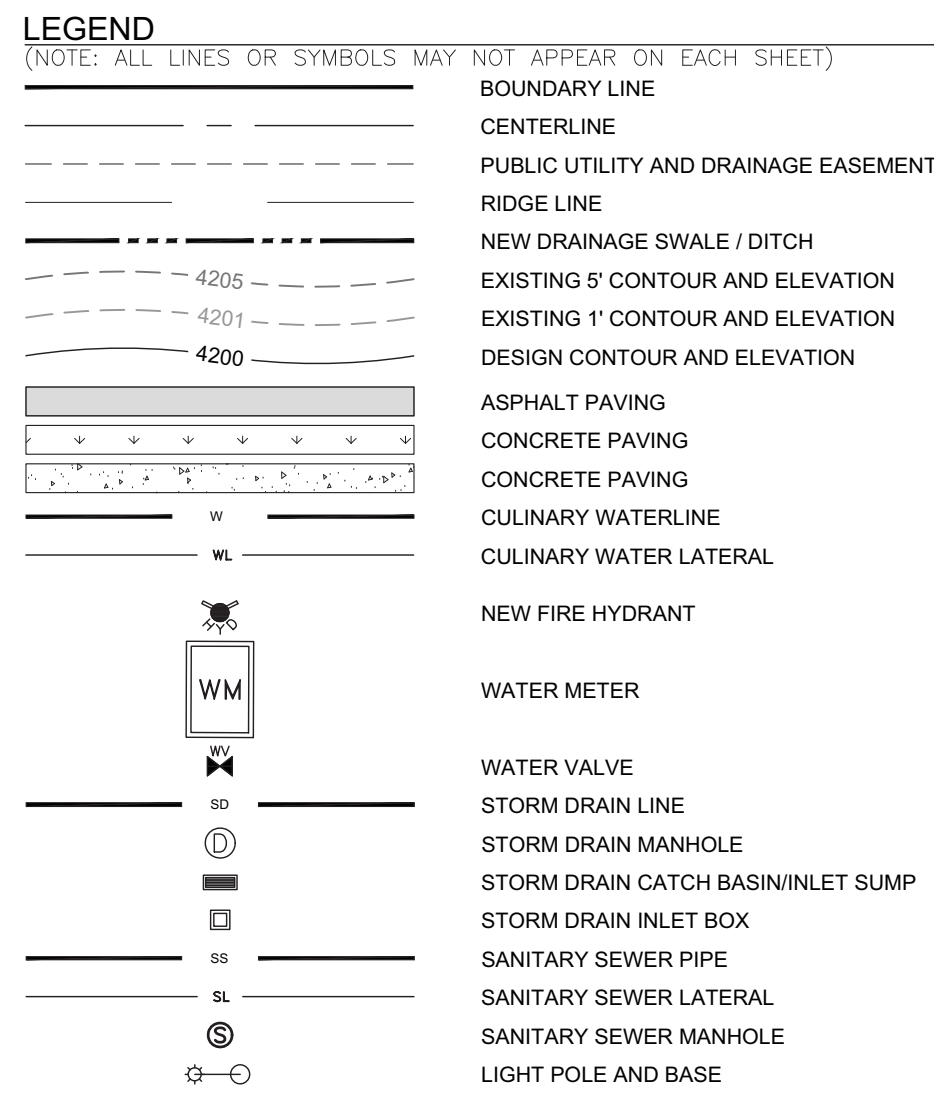 LEGEND
(NOTE: ALL LINES OR SYMBOLS MAY NOT APPEAR ON EACH SHEET)
BOUNDARY LINE
CENTERLINE
PUBLIC UTILITY AND DRAINAGE EASEMENT
RIDGE LINE
NEW DRAINAGE SWALE / DITCH
4205 EXISTING 5' CONTOUR AND ELEVATION
4201 EXISTING 1' CONTOUR AND ELEVATION
4200 DESIGN CONTOUR AND ELEVATION
ASPHALT PAVING
CONCRETE PAVING
CONCRETE PAVING
W CULINARY WATERLINE
WL CULINARY WATER LATERAL
HYD NEW FIRE HYDRANT
WM WATER METER
WV
WATER VALVE
SD STORM DRAIN LINE
D STORM DRAIN MANHOLE
STORM DRAIN CATCH BASIN/INLET SUMP
STORM DRAIN INLET BOX
SS SANITARY SEWER PIPE
SL SANITARY SEWER LATERAL
S SANITARY SEWER MANHOLE
LIGHT POLE AND BASE